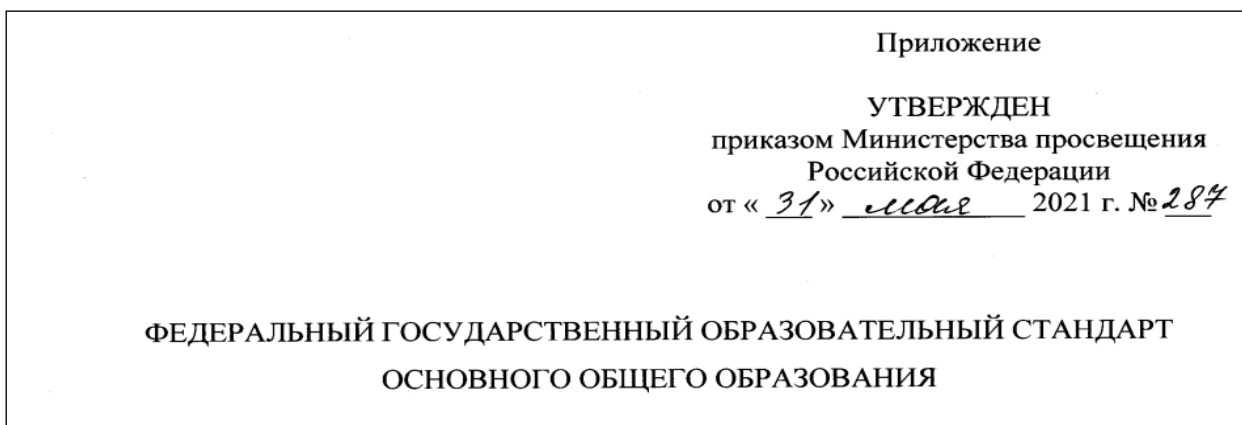 Приложение
УТВЕРЖДЕН
приказом Министерства просвещения
Российской Федерации
от « 31» мая 2021 г. № 287
ФЕДЕРАЛЬНЫЙ ГОСУДАРСТВЕННЫЙ ОБРАЗОВАТЕЛЬНЫЙ СТАНДАРТ
ОСНОВНОГО ОБЩЕГО ОБРАЗОВАНИЯ